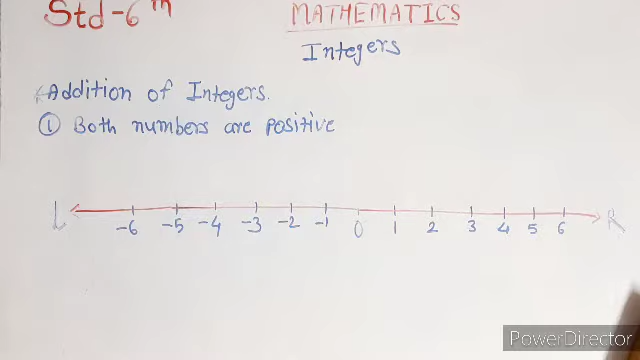 Std-6th
MATHEMATICS
Integers
Addition of Integers.
① Both numbers are positive
L R
-6 -5 -4 -3 -2 -1 0 1 2 3 4 5 6
PowerDirector